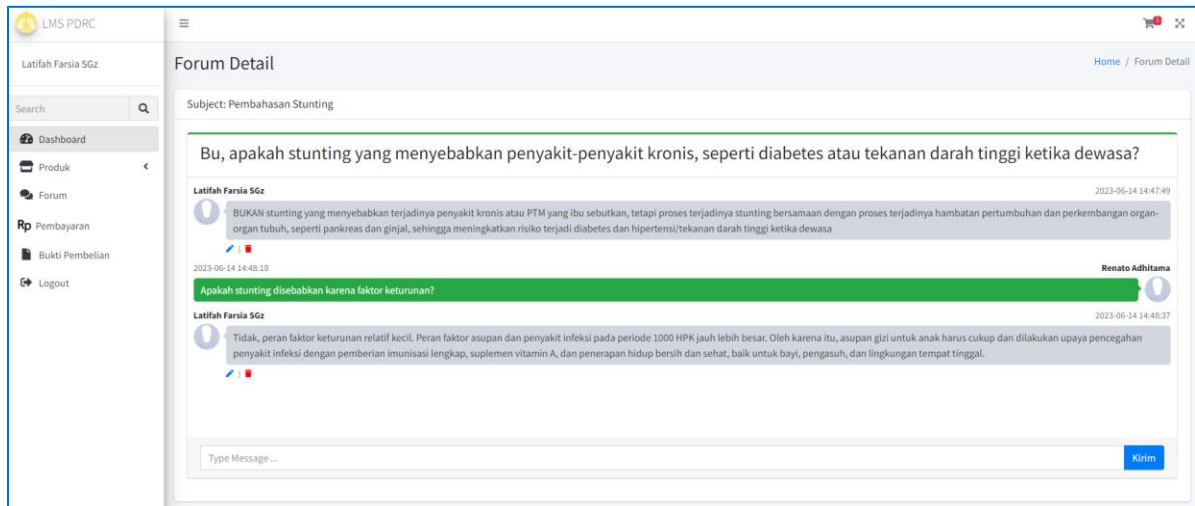 LMS PDRC
Latifah Farsia SGz
Search
Dashboard
Produk
Forum
Rp Pembayaran
Bukti Pembelian
Logout
Forum Detail
Home / Forum Detail
Subject: Pembahasan Stunting
Bu, apakah stunting yang menyebabkan penyakit-penyakit kronis, seperti diabetes atau tekanan darah tinggi ketika dewasa?
Latifah Farsia SGz
2023-06-14 14:47:49
BUKAN stunting yang menyebabkan terjadinya penyakit kronis atau PTM yang ibu sebutkan, tetapi proses terjadinya stunting bersamaan dengan proses terjadinya hambatan pertumbuhan dan perkembangan organ-
organ tubuh, seperti pankreas dan ginjal, sehingga meningkatkan risiko terjadi diabetes dan hipertensi/tekanan darah tinggi ketika dewasa
2023-06-14 14:48:10
Renato Adhitama
Apakah stunting disebabkan karena faktor keturunan?
Latifah Farsia SGz
2023-06-14 14:48:37
Tidak, peran faktor keturunan relatif kecil. Peran faktor asupan dan penyakit infeksi pada periode 1000 HPK jauh lebih besar. Oleh karena itu, asupan gizi untuk anak harus cukup dan dilakukan upaya pencegahan
penyakit infeksi dengan pemberian imunisasi lengkap, suplemen vitamin A, dan penerapan hidup bersih dan sehat, baik untuk bayi, pengasuh, dan lingkungan tempat tinggal.
Type Message ...
Kirim